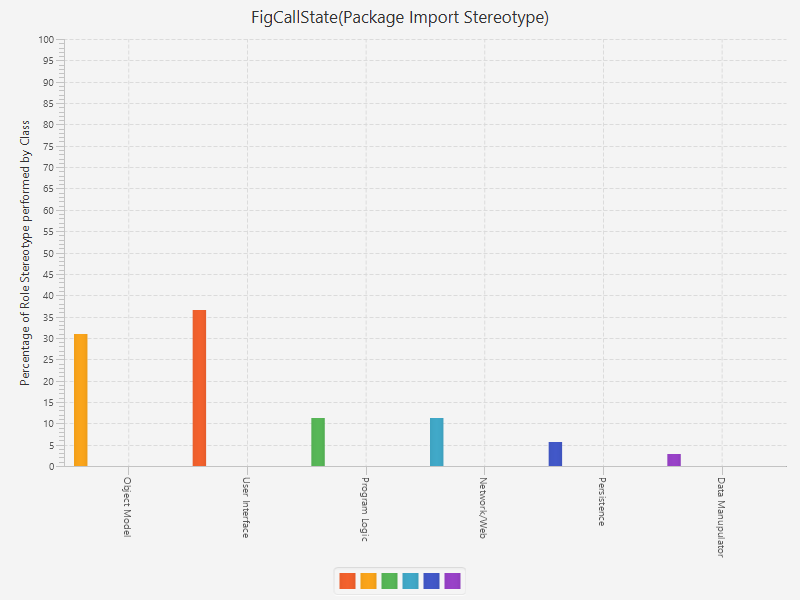 FigCallState(Package Import Stereotype)
Percentage of Role Stereotype performed by Class
100
95
90
85
80
75
70
65
60
55
50
45
40
35
30
25
20
15
10
5
0
Object Model
User Interface
Program Logic
Network/Web
Persistence
Data Manupulator